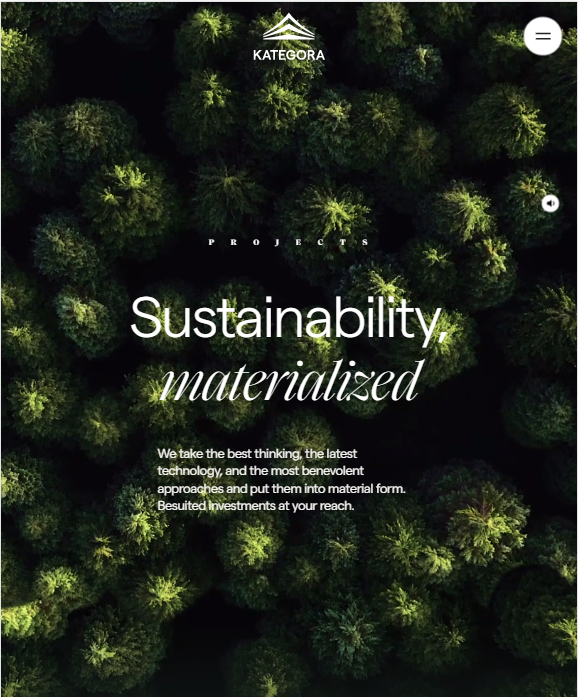 KATEGORA
PROJECTS
Sustainability,
materialized
We take the best thinking, the latest
technology, and the most benevolent
approaches and put them into material form.
Besuited investments at your reach.